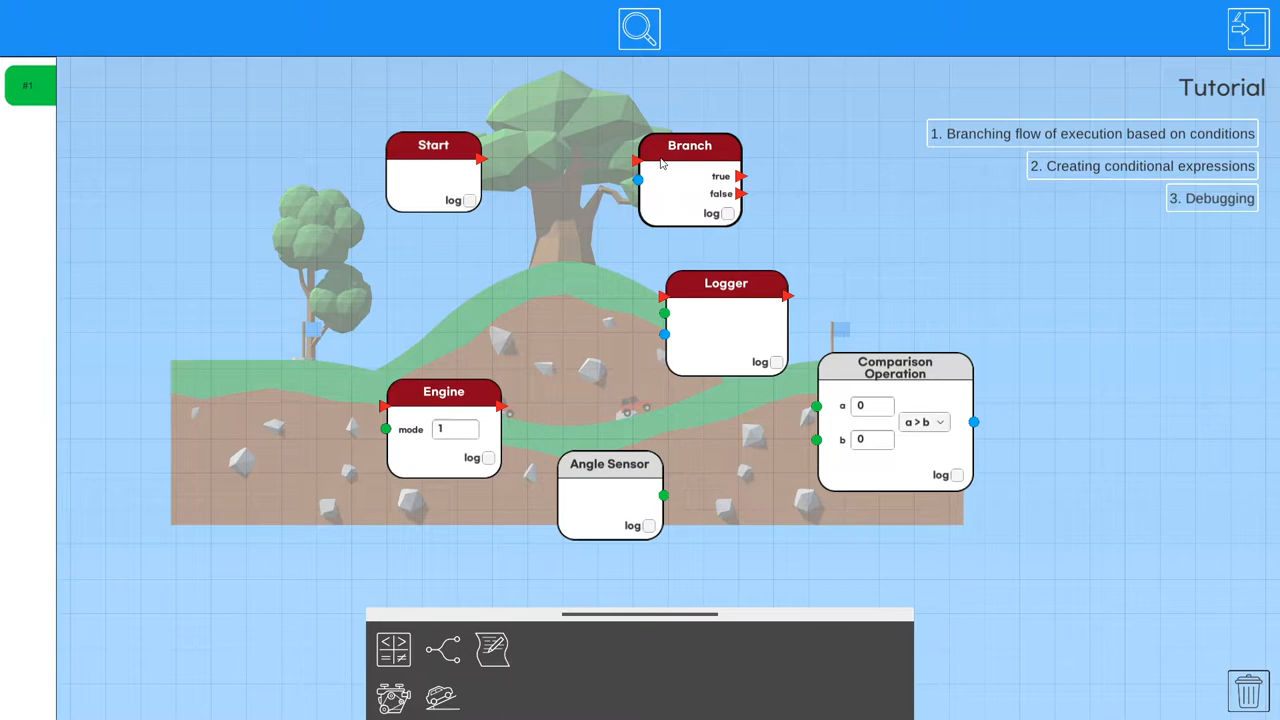 #1
Tutorial
1. Branching flow of execution based on conditions
2. Creating conditional expressions
3. Debugging
Start
log
Branch
true
false
log
Logger
log
Comparison
Operation
a 0
a > b
b 0
log
Engine
mode 1
log
Angle Sensor
log